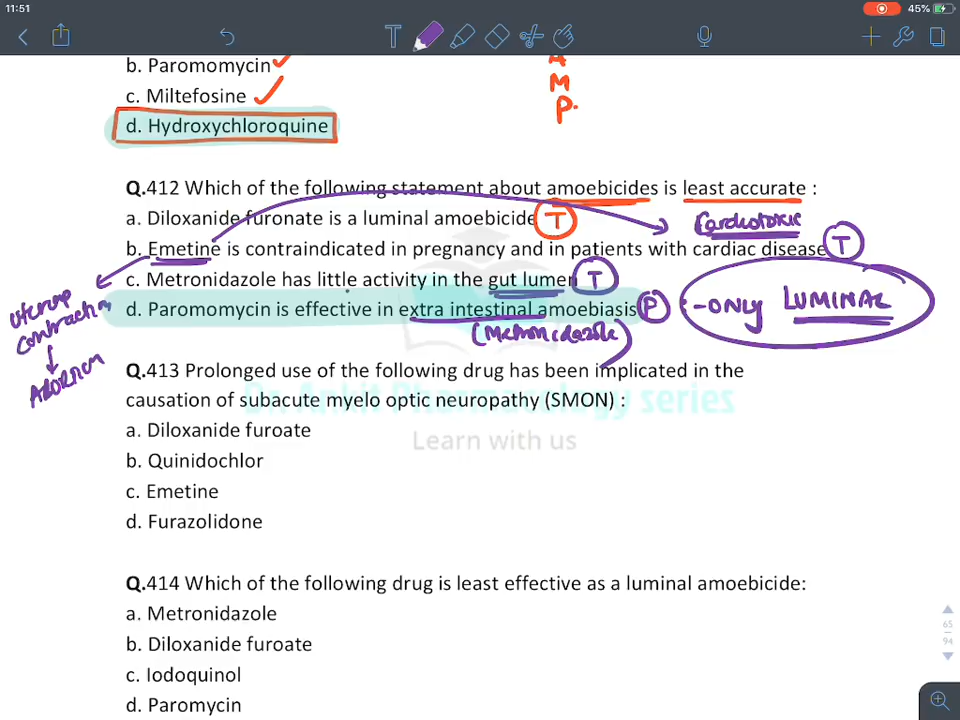 11:51
45%
T
b. Paromomycin
M
c. Miltefosine
P.
d. Hydroxychloroquine
Q.412 Which of the following statement about amoebicides is least accurate :
a. Diloxanide furonate is a luminal amoebicide T Cardiotoxic
b. Emetine is contraindicated in pregnancy and in patients with cardiac disease T
c. Metronidazole has little activity in the gut lumen T
d. Paromomycin is effective in extra intestinal amoebiasis - ONLY LUMINAL
(Metronidazole)
Contraction
Q.413 Prolonged use of the following drug has been implicated in the
causation of subacute myelo optic neuropathy (SMON) :
Dr. Ankit Pharmacology series
a. Diloxanide furoate
Learn with us
b. Quinidochlor
c. Emetine
d. Furazolidone
Q.414 Which of the following drug is least effective as a luminal amoebicide:
a. Metronidazole
b. Diloxanide furoate
c. Iodoquinol
d. Paromycin
65
94